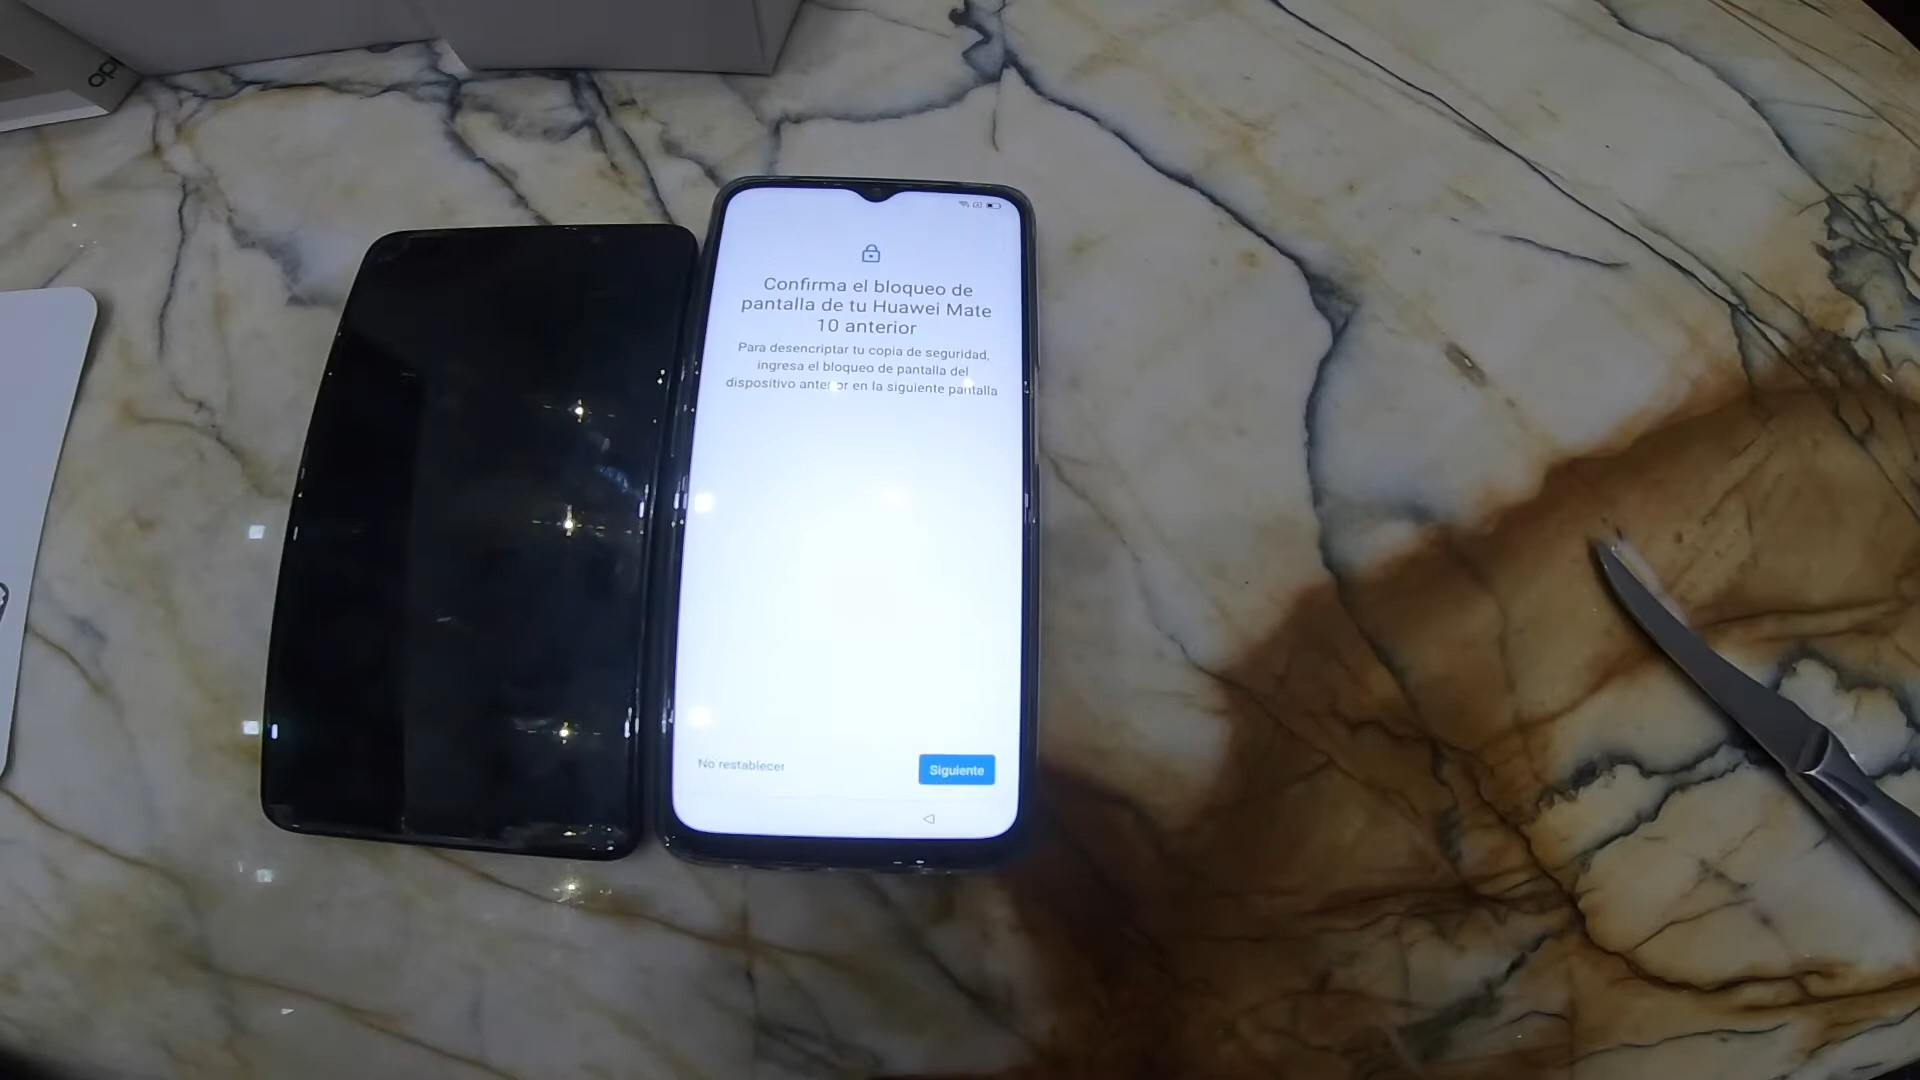 Confirma el bloqueo de
pantalla de tu Huawei Mate
10 anterior
Para desencriptar tu copia de seguridad,
ingresa el bloqueo de pantalla del
dispositivo anterior en la siguiente pantalla
No restablecer
Siguiente